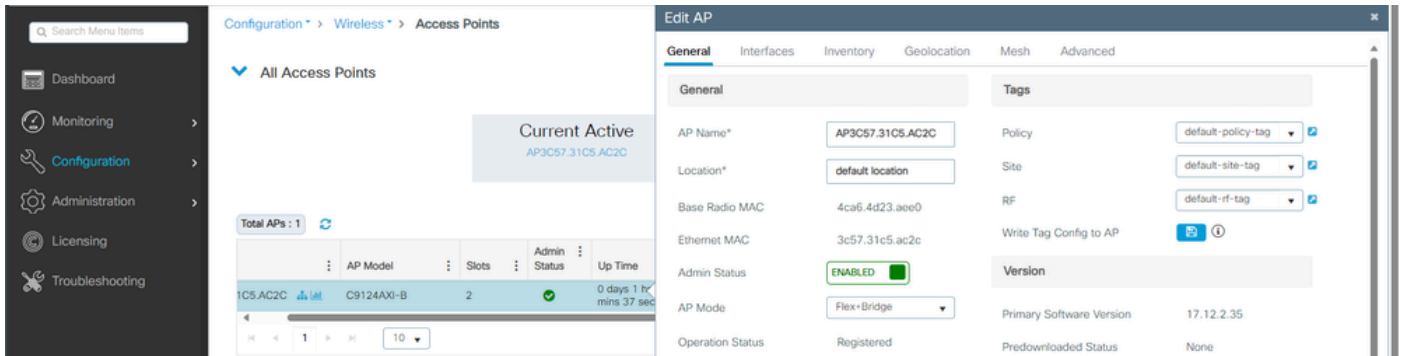 Search Menu Items
Dashboard
Monitoring
Configuration
Administration
Licensing
Troubleshooting
Configuration > Wireless > Access Points
All Access Points
Current Active
AP3C57.31C5.AC2C
Total APs : 1
AP Model Slots Admin Status Up Time
1C5.AC2C C9124AXI-B 2 0 days 1
mins 37 sec
1 10
Edit AP
General Interfaces Inventory Geolocation Mesh Advanced
General
AP Name* AP3C57.31C5.AC2C
Location* default location
Base Radio MAC 4ca6.4d23.aee0
Ethernet MAC 3c57.31c5.ac2c
Admin Status ENABLED
AP Mode Flex+Bridge
Operation Status Registered
Tags
Policy default-policy-tag
Site default-site-tag
RF default-rf-tag
Write Tag Config to AP
Version
Primary Software Version 17.12.2.35
Predownloaded Status None